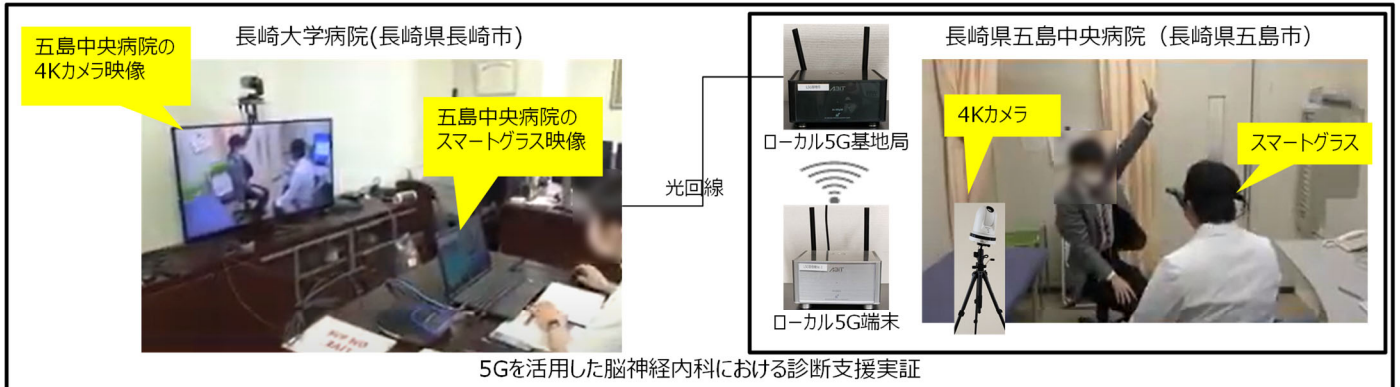 長崎大学病院(長崎県長崎市)
五島中央病院の
4Kカメラ映像
五島中央病院の
スマートグラス映像
光回線
ローカル5G基地局
ローカル5G端末
長崎県五島中央病院（長崎県五島市）
4Kカメラ
スマートグラス
5Gを活用した脳神経内科における診断支援実証